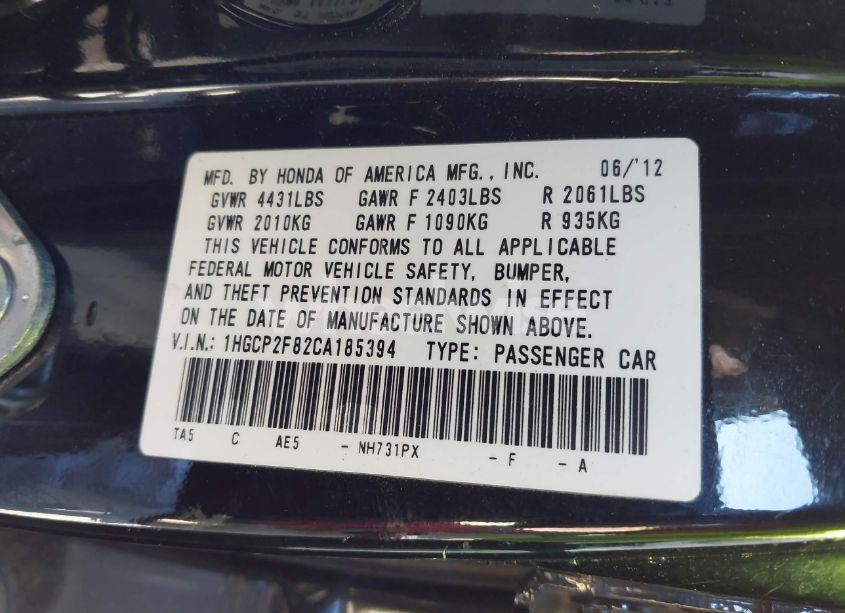 MFD. BY HONDA OF AMERICA MFG., INC. 06/'12
GVWR 4431LBS GAWR F 2403LBS R 2061LBS
GVWR 2010KG GAWR F 1090KG R 935KG
THIS VEHICLE CONFORMS TO ALL APPLICABLE
FEDERAL MOTOR VEHICLE SAFETY, BUMPER,
AND THEFT PREVENTION STANDARDS IN EFFECT
ON THE DATE OF MANUFACTURE SHOWN ABOVE.
V.I.N.: 1HGCP2F82CA185394 TYPE: PASSENGER CAR
TA5 C AE5 - NH731PX - F - A